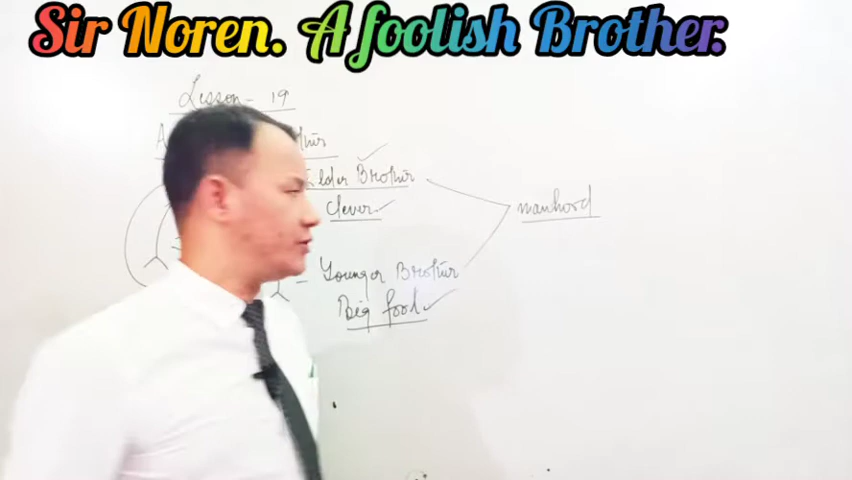 Sir Noren. A foolish Brother.
Lesson - 19
A
Elder Brother
Clever
manhood
Younger Brother
Big fool